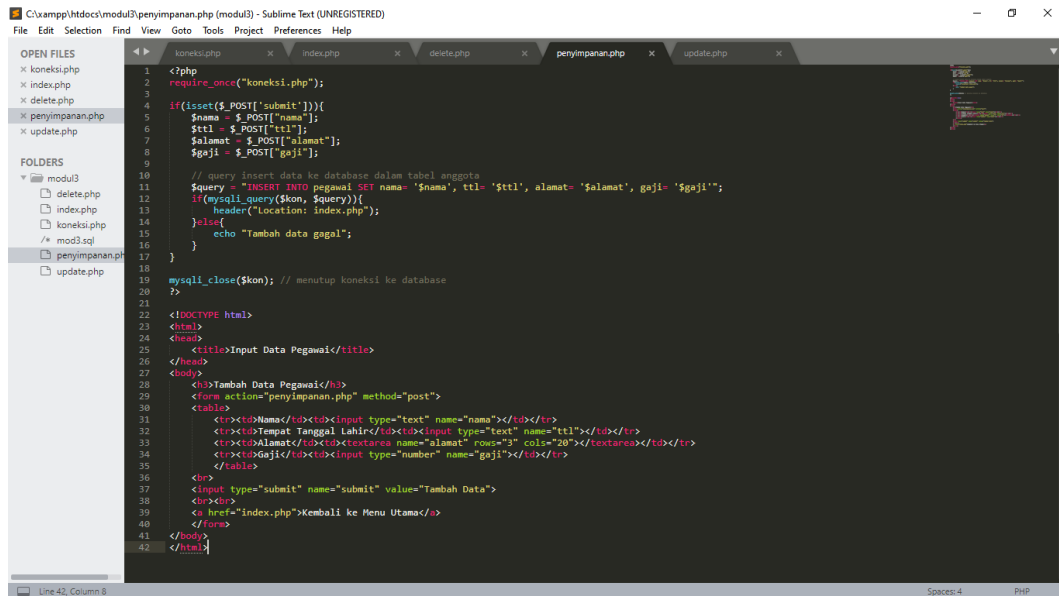 C:\xampp\htdocs\modul3\penyimpanan.php (modul3) - Sublime Text (UNREGISTERED)
File Edit Selection Find View Goto Tools Project Preferences Help
OPEN FILES
koneksi.php
index.php
delete.php
penyimpanan.php
update.php
FOLDERS
modul3
delete.php
index.php
koneksi.php
/* mod3.sql
penyimpanan.ph
update.php
koneksi.php index.php delete.php penyimpanan.php update.php
1 <?php
2 require_once("koneksi.php");
3
4 if(isset($_POST['submit'])){
5 $nama = $_POST["nama"];
6 $ttl = $_POST["ttl"];
7 $alamat = $_POST["alamat"];
8 $gaji = $_POST["gaji"];
9
10 // query insert data ke database dalam tabel anggota
11 $query = "INSERT INTO pegawai SET nama= '$nama', ttl= '$ttl', alamat= '$alamat', gaji= '$gaji'";
12 if(mysqli_query($kon, $query)){
13 header("Location: index.php");
14 }else{
15 echo "Tambah data gagal";
16 }
17 }
18
19 mysqli_close($kon); // menutup koneksi ke database
20 ?>
21
22 <!DOCTYPE html>
23 <html>
24 <head>
25 <title>Input Data Pegawai</title>
26 </head>
27 <body>
28 <h3>Tambah Data Pegawai</h3>
29 <form action="penyimpanan.php" method="post">
30 <table>
31 <tr><td>Nama</td><td><input type="text" name="nama"></td></tr>
32 <tr><td>Tempat Tanggal Lahir</td><td><input type="text" name="ttl"></td></tr>
33 <tr><td>Alamat</td><td><textarea name="alamat" rows="3" cols="20"></textarea></td></tr>
34 <tr><td>Gaji</td><td><input type="number" name="gaji"></td></tr>
35 </table>
36 <br>
37 <input type="submit" name="submit" value="Tambah Data">
38 <br><br>
39 <a href="index.php">Kembali ke Menu Utama</a>
40 </form>
41 </body>
42 </html>
Line 42, Column 8 Spaces: 4 PHP